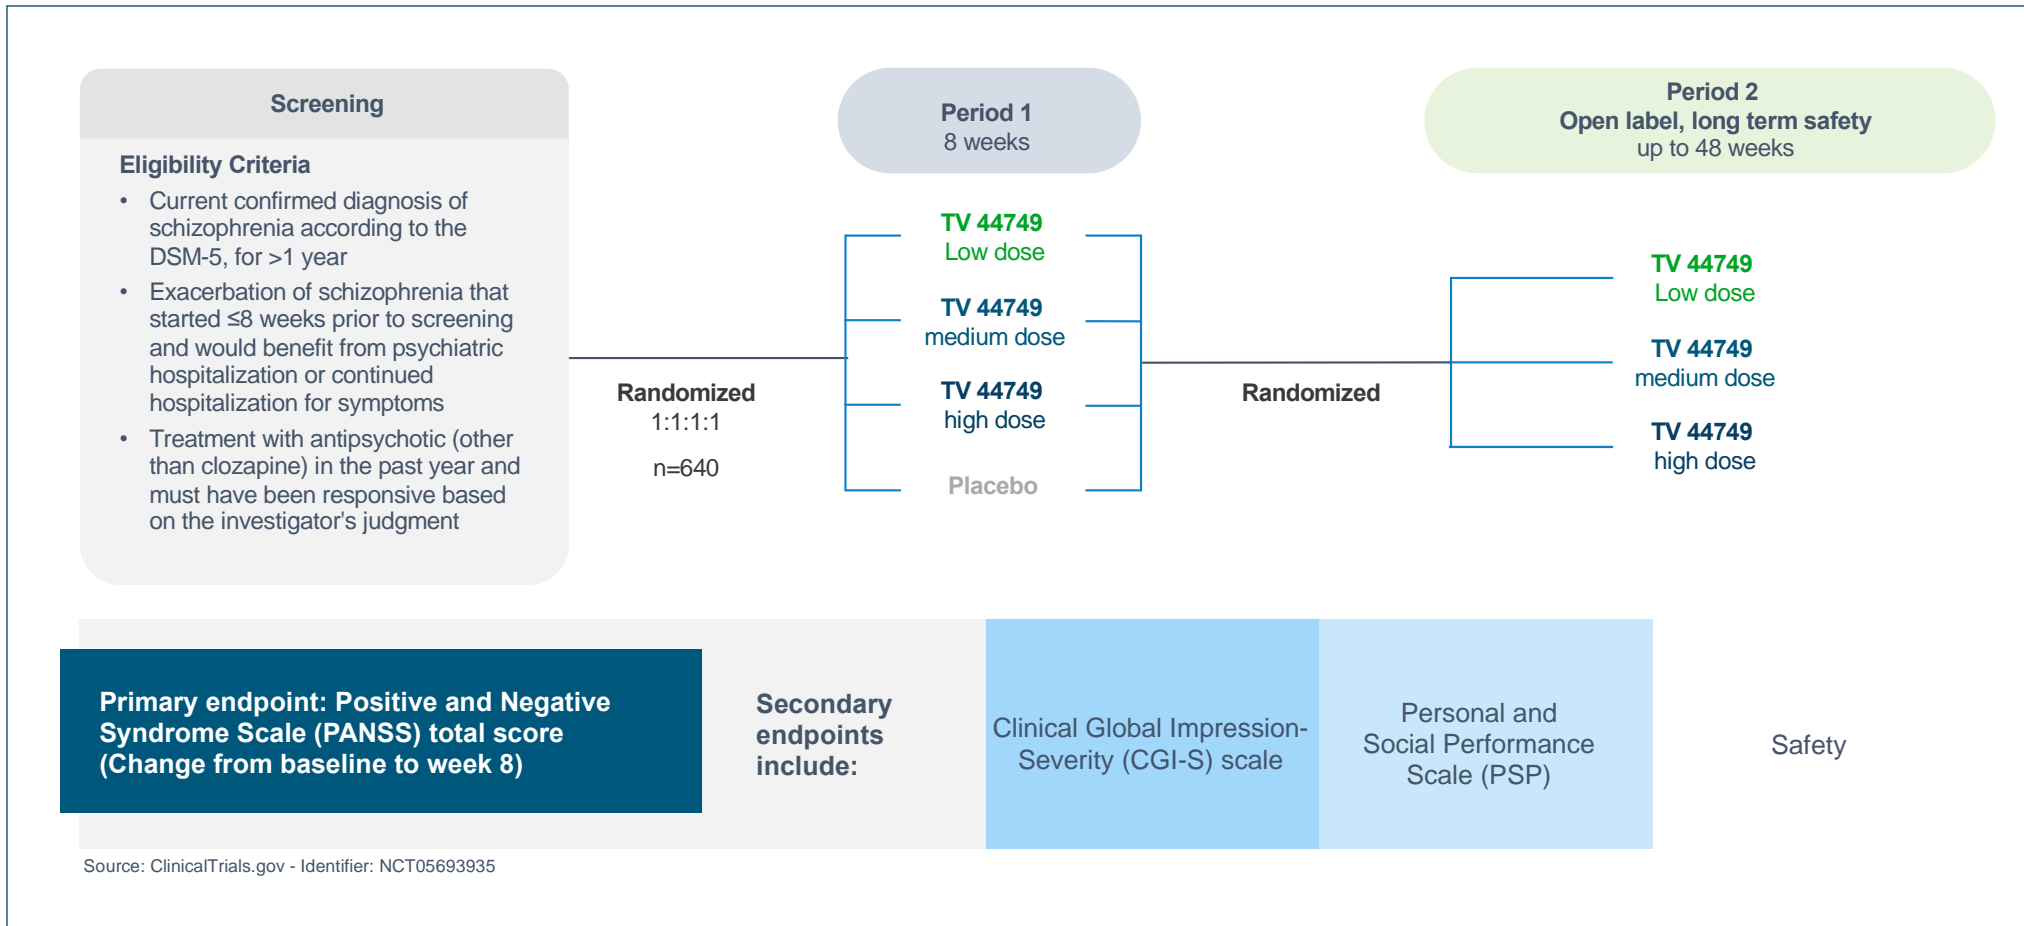 Screening
Eligibility Criteria
• Current confirmed diagnosis of
schizophrenia according to the
DSM-5, for >1 year
• Exacerbation of schizophrenia that
started ≤8 weeks prior to screening
and would benefit from psychiatric
hospitalization or continued
hospitalization for symptoms
• Treatment with antipsychotic (other
than clozapine) in the past year and
must have been responsive based
on the investigator's judgment
Randomized
1:1:1:1
n=640
Period 1
8 weeks
TV 44749
Low dose
TV 44749
medium dose
TV 44749
high dose
Placebo
Randomized
Period 2
Open label, long term safety
up to 48 weeks
TV 44749
Low dose
TV 44749
medium dose
TV 44749
high dose
Primary endpoint: Positive and Negative
Syndrome Scale (PANSS) total score
(Change from baseline to week 8)
Secondary
endpoints
include:
Clinical Global Impression-
Severity (CGI-S) scale
Personal and
Social Performance
Scale (PSP)
Safety
Source: ClinicalTrials.gov - Identifier: NCT05693935